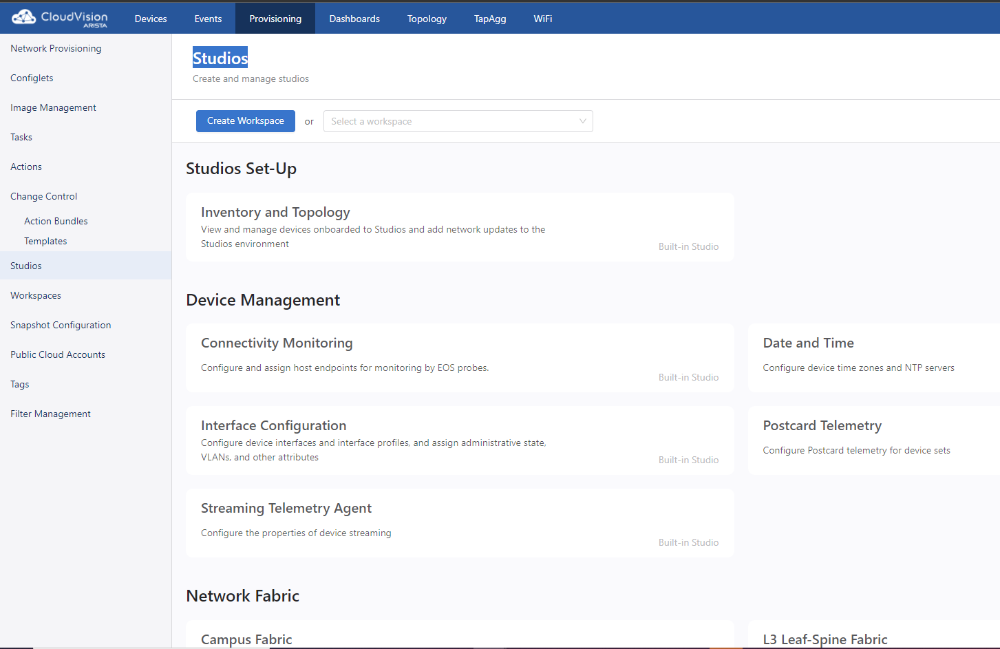 CloudVision
ARISTA
Devices
Events
Provisioning
Dashboards
Topology
TapAgg
WiFi
Network Provisioning
Configlets
Image Management
Tasks
Actions
Change Control
Action Bundles
Templates
Studios
Workspaces
Snapshot Configuration
Public Cloud Accounts
Tags
Filter Management
Studios
Create and manage studios
Create Workspace
or
Select a workspace
Studios Set-Up
Inventory and Topology
View and manage devices onboarded to Studios and add network updates to the
Studios environment
Built-in Studio
Device Management
Connectivity Monitoring
Configure and assign host endpoints for monitoring by EOS probes.
Built-in Studio
Date and Time
Configure device time zones and NTP servers
Interface Configuration
Configure device interfaces and interface profiles, and assign administrative state,
VLANs, and other attributes
Built-in Studio
Postcard Telemetry
Configure Postcard telemetry for device sets
Streaming Telemetry Agent
Configure the properties of device streaming
Built-in Studio
Network Fabric
Campus Fabric
L3 Leaf-Spine Fabric